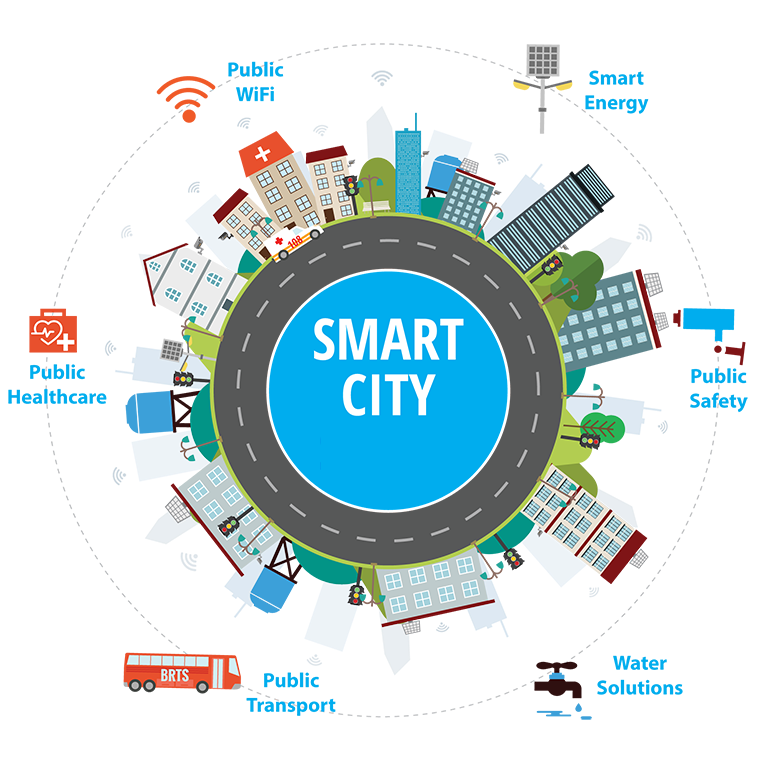 Public
WiFi
Smart
Energy
108
SMART
CITY
Public
Healthcare
Public
Safety
BRTS
Public
Transport
Water
Solutions